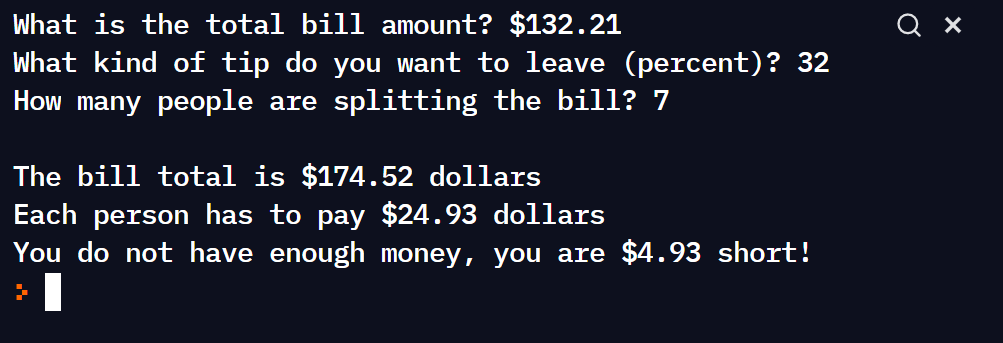 What is the total bill amount? $132.21
What kind of tip do you want to leave (percent)? 32
How many people are splitting the bill? 7
The bill total is $174.52 dollars
Each person has to pay $24.93 dollars
You do not have enough money, you are $4.93 short!